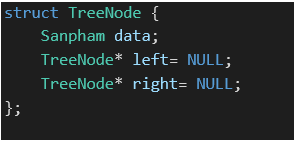 struct TreeNode {
    Sanpham data;
    TreeNode* left= NULL;
    TreeNode* right= NULL;
};